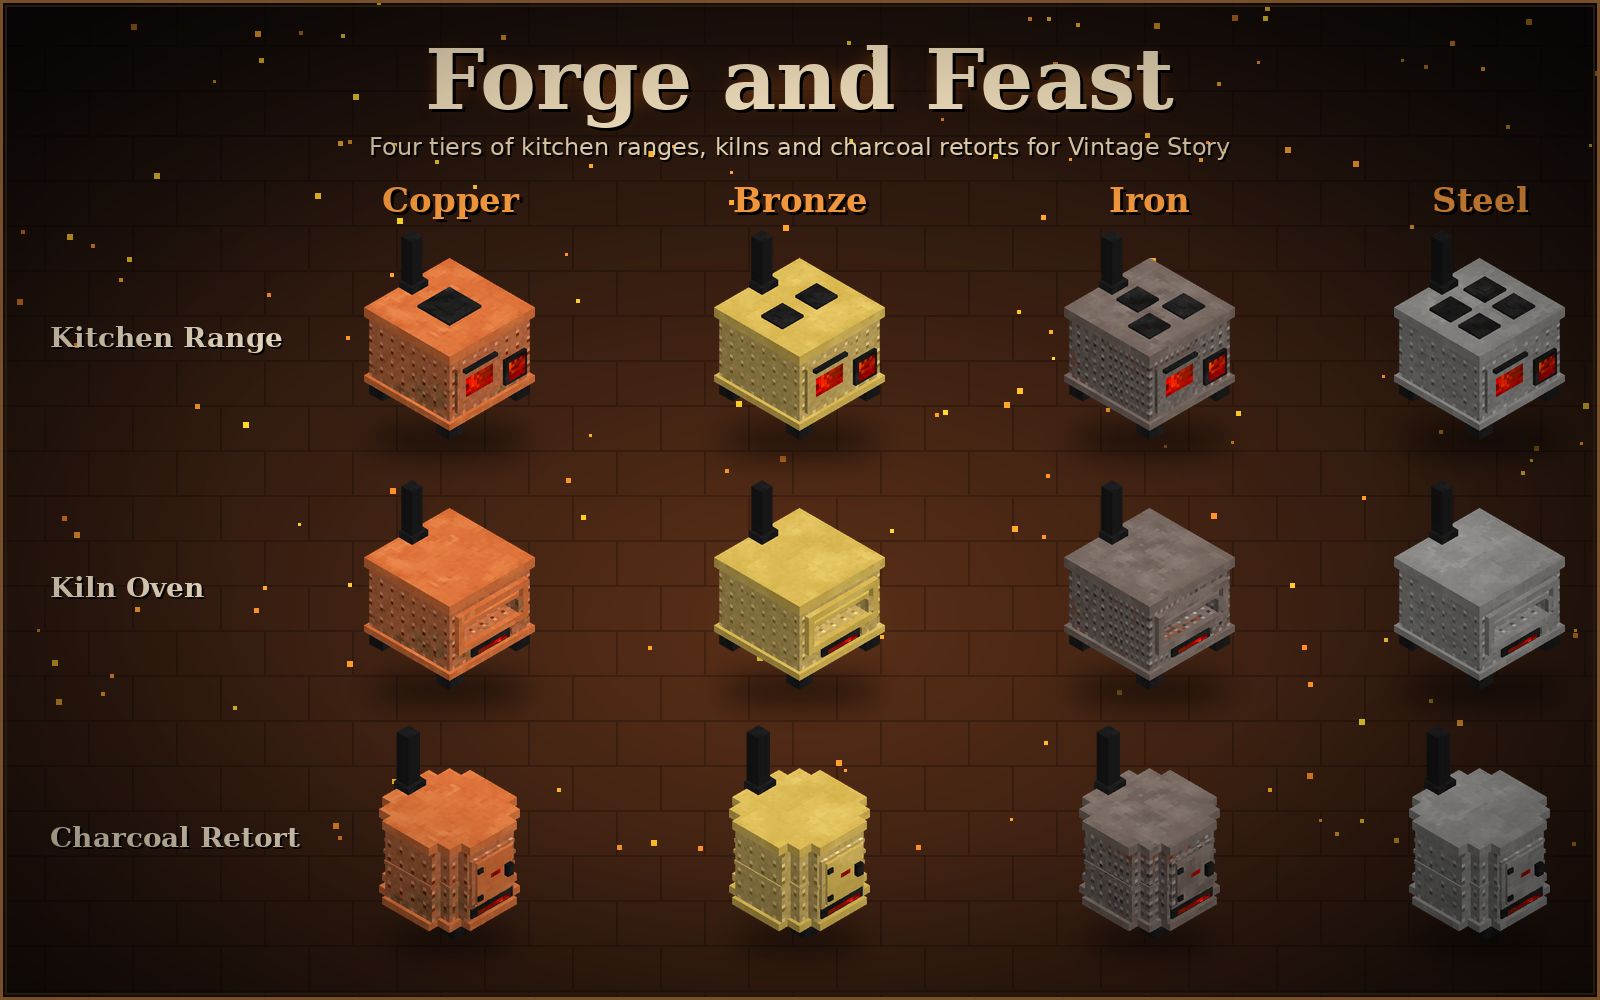 Forge and Feast
Four tiers of kitchen ranges, kilns and charcoal retorts for Vintage Story
Copper Bronze Iron Steel
Kitchen Range
Kiln Oven
Charcoal Retort